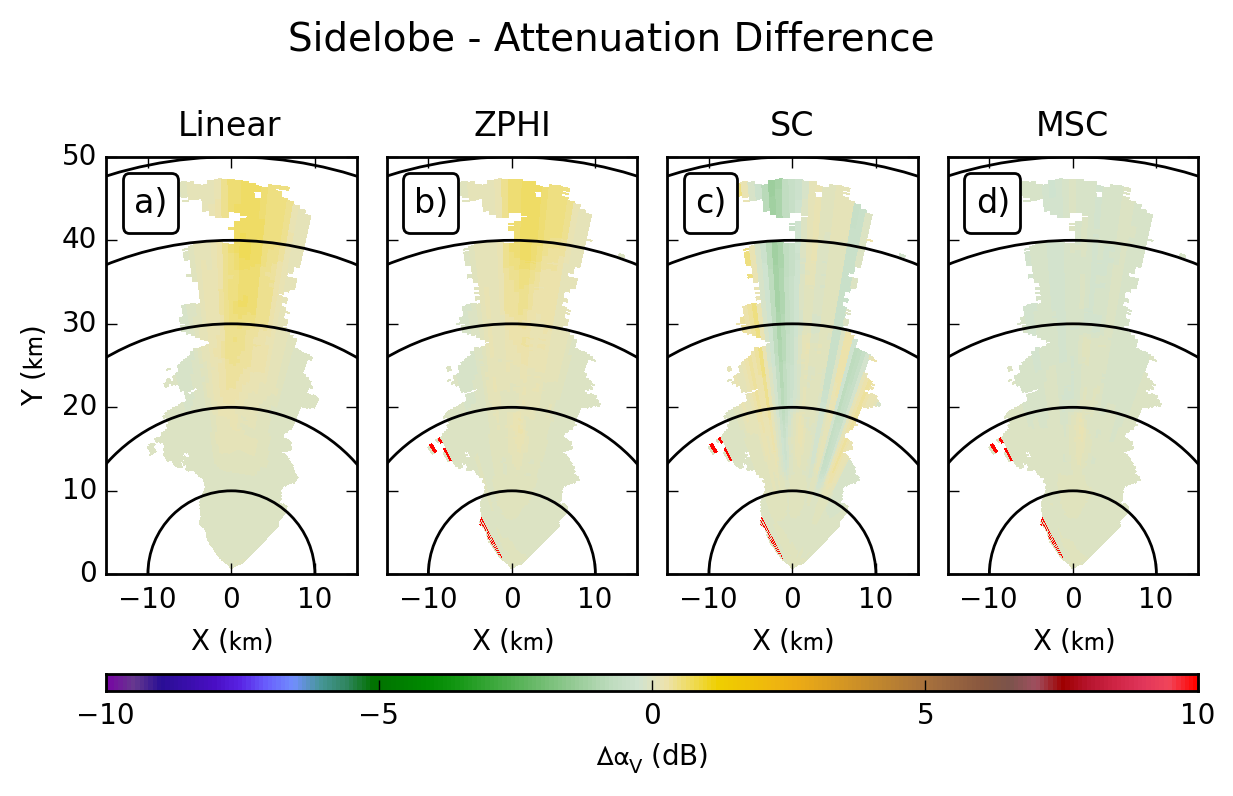 Sidelobe - Attenuation Difference
Linear ZPHI SC MSC
a) b) c) d)
50
40
30
20
10
0
Y (km)
−10 0 10 −10 0 10 −10 0 10 −10 0 10
X (km) X (km) X (km) X (km)
−10 −5 0 5 10
Δα_V (dB)